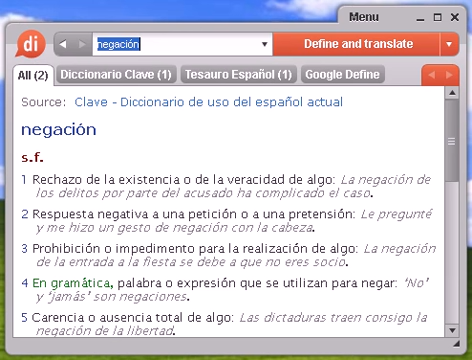 Menu
di
negación
Define and translate
All (2)
Diccionario Clave (1)
Tesauro Español (1)
Google Define
Source: Clave - Diccionario de uso del español actual
negación
s.f.
1 Rechazo de la existencia o de la veracidad de algo: La negación de
los delitos por parte del acusado ha complicado el caso.
2 Respuesta negativa a una petición o a una pretensión: Le pregunté
y me hizo un gesto de negación con la cabeza.
3 Prohibición o impedimento para la realización de algo: La negación
de la entrada a la fiesta se debe a que no eres socio.
4 En gramática, palabra o expresión que se utilizan para negar: ‘No’
y ‘jamás’ son negaciones.
5 Carencia o ausencia total de algo: Las dictaduras traen consigo la
negación de la libertad.